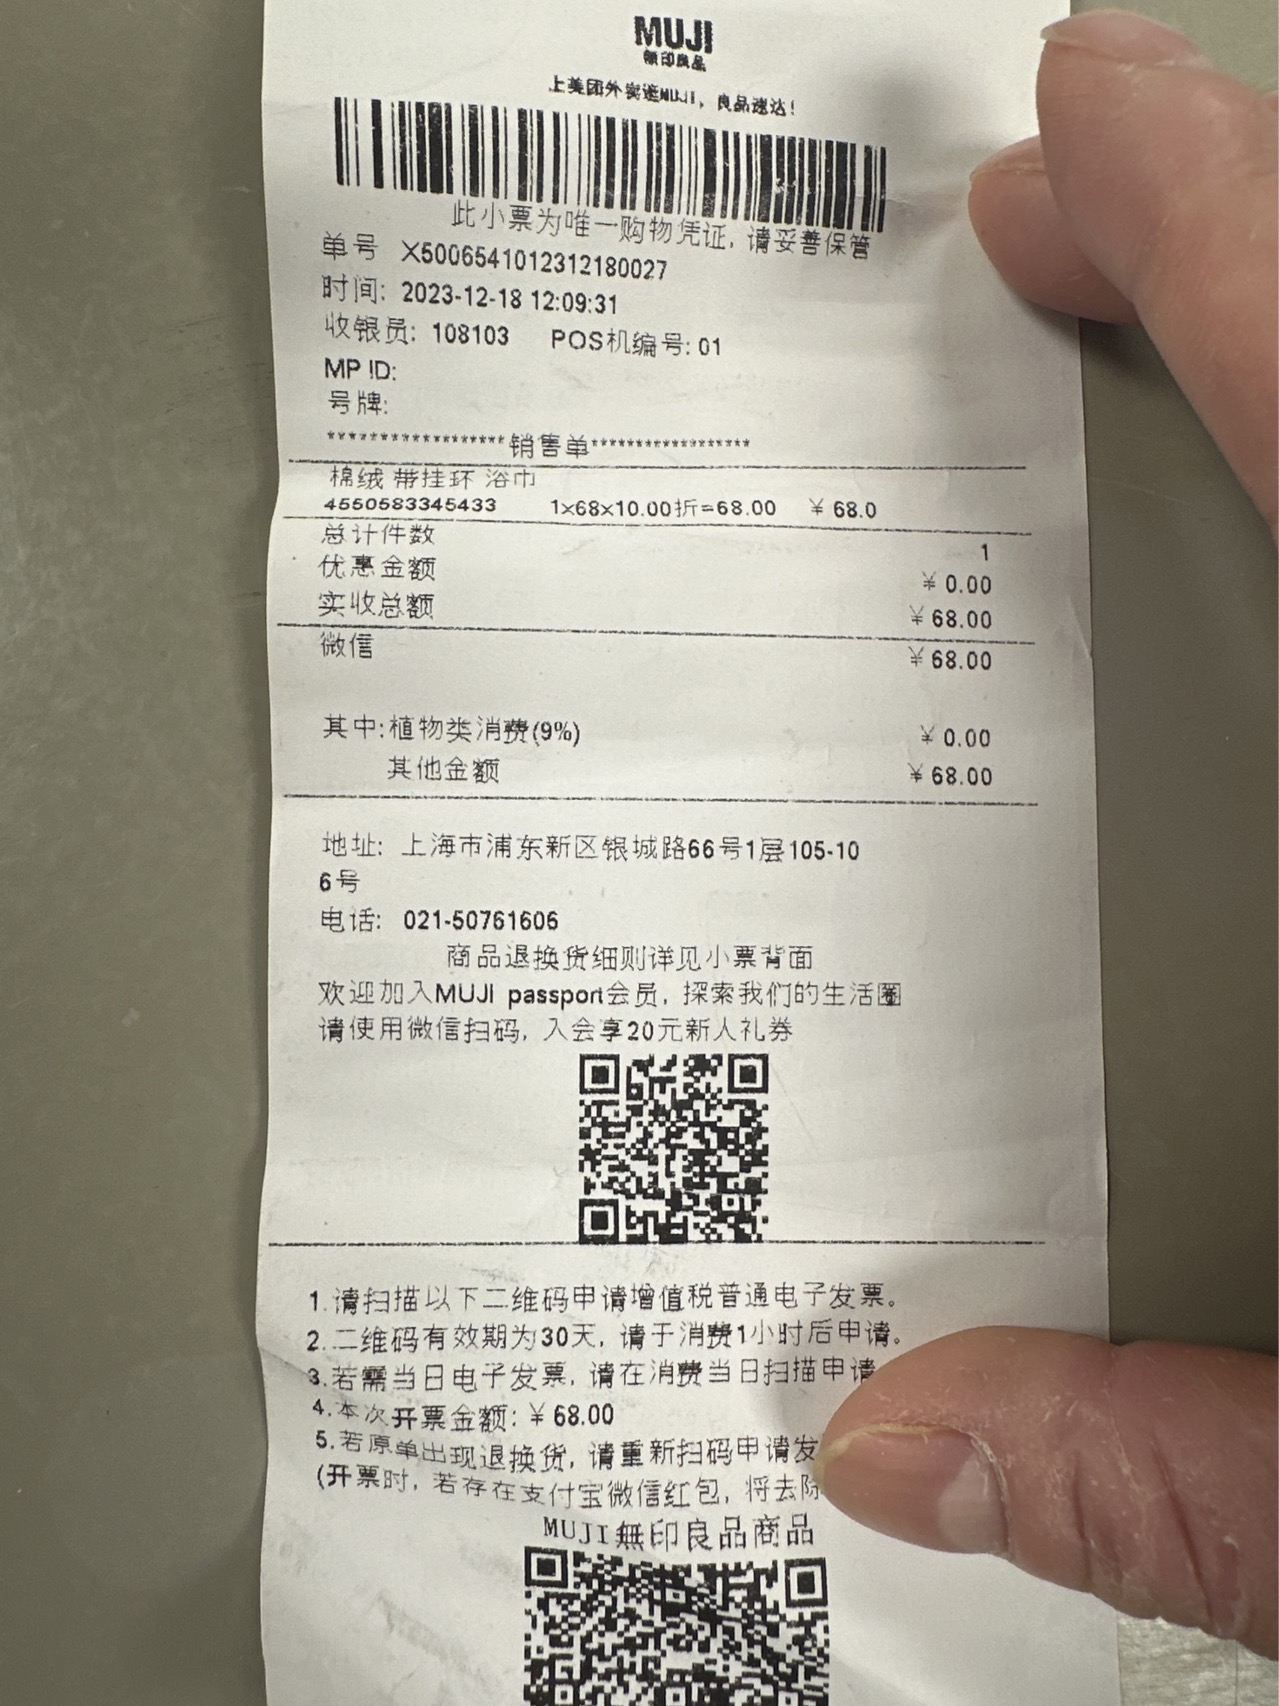 MUJI
無印良品
上美团外卖逛MUJI，良品速达！
此小票为唯一购物凭证, 请妥善保管
单号 X5006541012312180027
时间: 2023-12-18 12:09:31
收银员: 108103 POS机编号: 01
MP ID:
号牌:
******************销售单******************
棉绒 带挂环 浴巾
4550583345433 1x68x10.00折=68.00 ¥ 68.0
总计件数 1
优惠金额 ¥ 0.00
实收总额 ¥ 68.00
微信 ¥ 68.00
其中:植物类消费(9%) ¥ 0.00
其他金额 ¥ 68.00
地址: 上海市浦东新区银城路66号1层105-10
6号
电话: 021-50761606
商品退换货细则详见小票背面
欢迎加入MUJI passport会员, 探索我们的生活圈
请使用微信扫码, 入会享20元新人礼券
1.请扫描以下二维码申请增值税普通电子发票。
2.二维码有效期为30天, 请于消费1小时后申请。
3.若需当日电子发票, 请在消费当日扫描申请
4.本次开票金额: ¥ 68.00
5.若原单出现退换货, 请重新扫码申请发
(开票时, 若存在支付宝微信红包, 将去除
MUJI無印良品商品